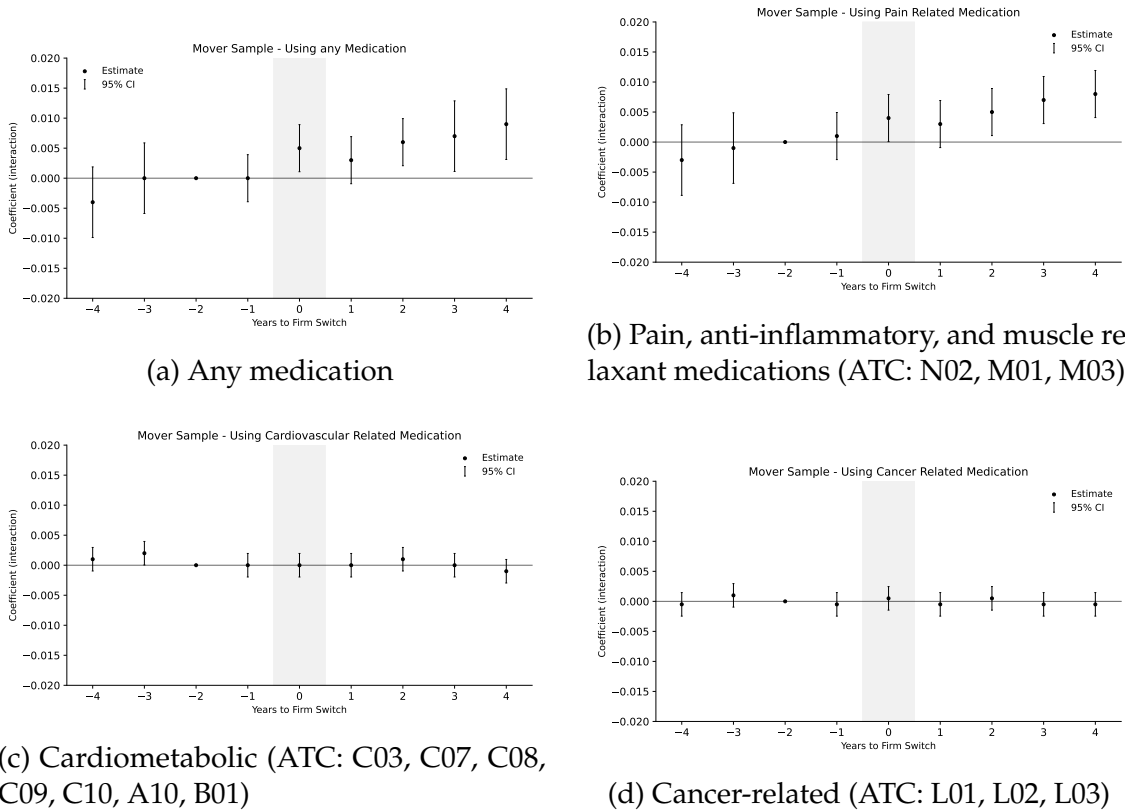 Mover Sample - Using any Medication
Estimate
95% CI
Coefficient (interaction)
0.020
0.015
0.010
0.005
0.000
−0.005
−0.010
−0.015
−0.020
−4 −3 −2 −1 0 1 2 3 4
Years to Firm Switch
(a) Any medication
Mover Sample - Using Pain Related Medication
Estimate
95% CI
Coefficient (interaction)
0.020
0.015
0.010
0.005
0.000
−0.005
−0.010
−0.015
−0.020
−4 −3 −2 −1 0 1 2 3 4
Years to Firm Switch
(b) Pain, anti-inflammatory, and muscle re
laxant medications (ATC: N02, M01, M03)
Mover Sample - Using Cardiovascular Related Medication
Estimate
95% CI
Coefficient (interaction)
0.020
0.015
0.010
0.005
0.000
−0.005
−0.010
−0.015
−0.020
−4 −3 −2 −1 0 1 2 3 4
Years to Firm Switch
(c) Cardiometabolic (ATC: C03, C07, C08,
C09, C10, A10, B01)
Mover Sample - Using Cancer Related Medication
Estimate
95% CI
Coefficient (interaction)
0.020
0.015
0.010
0.005
0.000
−0.005
−0.010
−0.015
−0.020
−4 −3 −2 −1 0 1 2 3 4
Years to Firm Switch
(d) Cancer-related (ATC: L01, L02, L03)